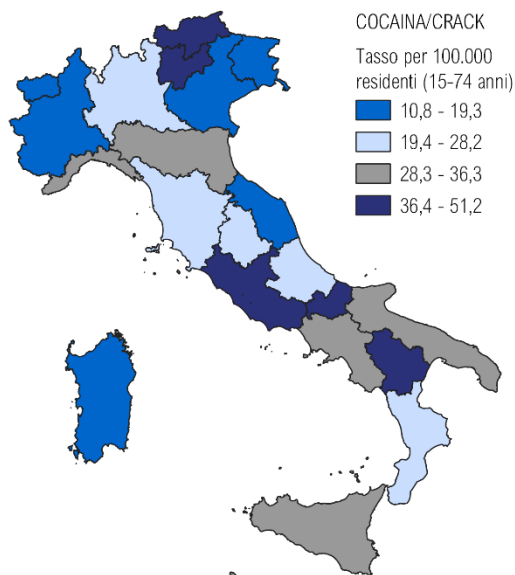 COCAINA/CRACK
Tasso per 100.000
residenti (15-74 anni)
10,8 - 19,3
19,4 - 28,2
28,3 - 36,3
36,4 - 51,2